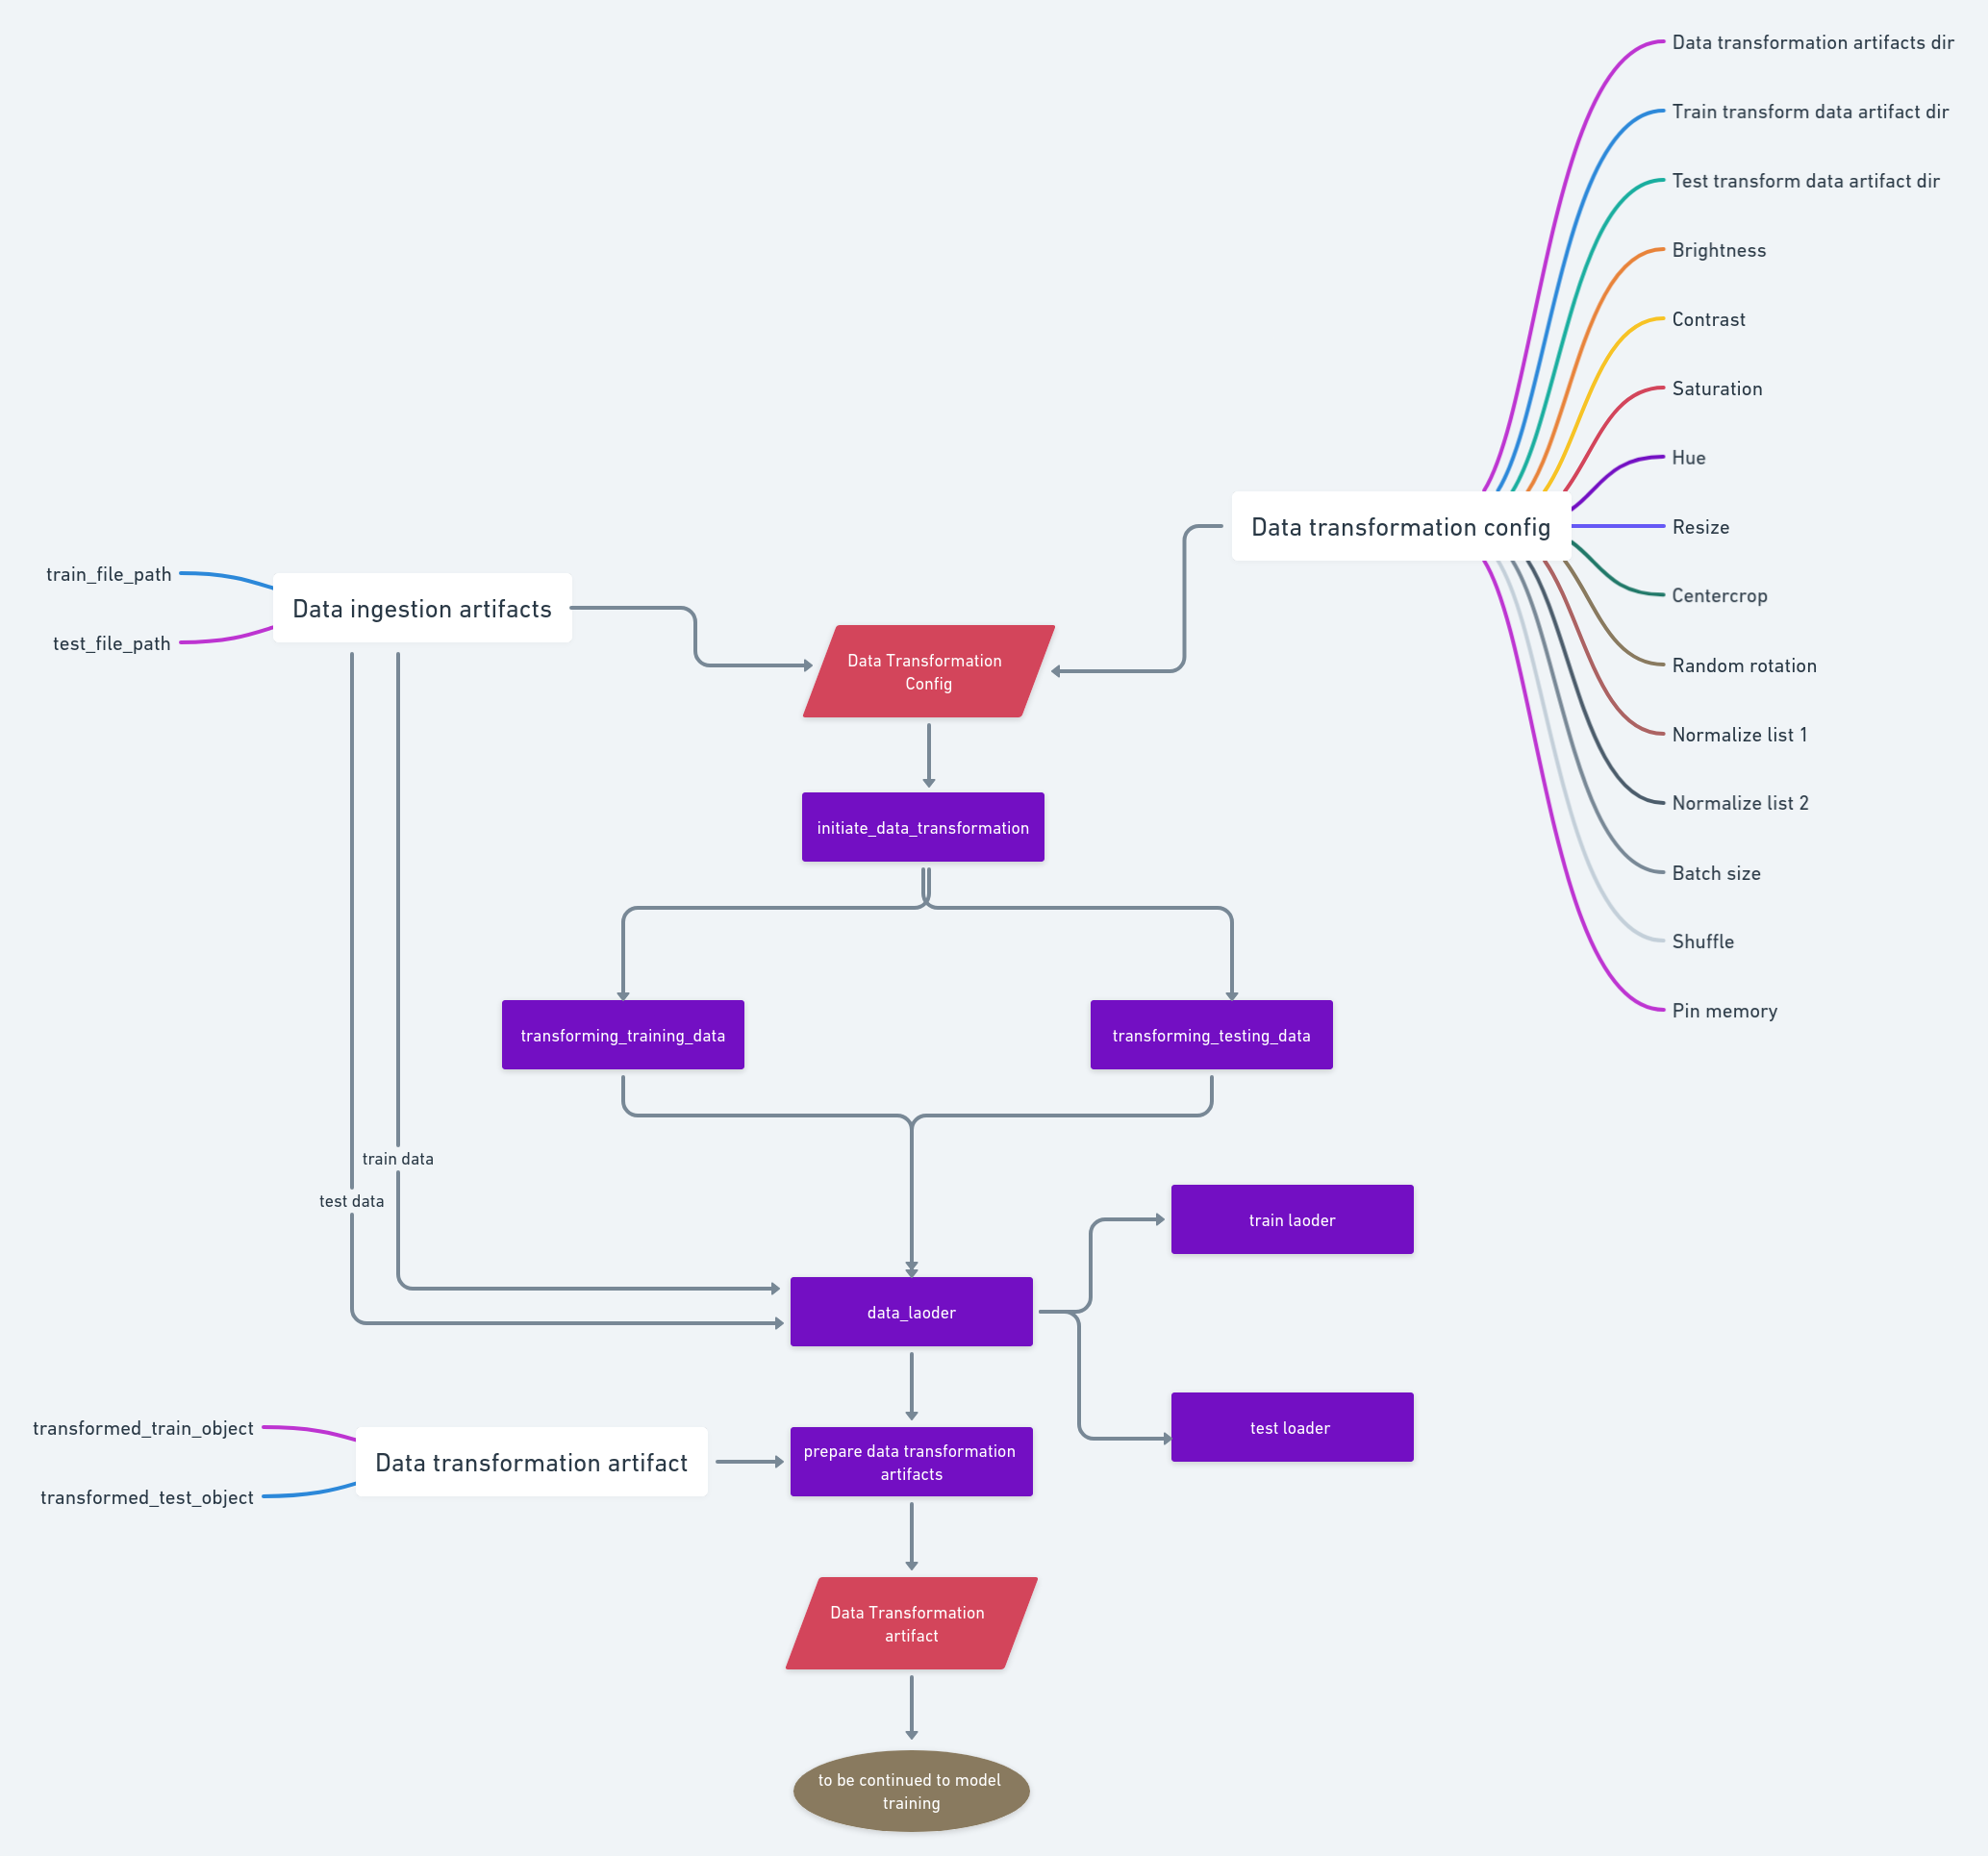 Data transformation artifacts dir
Train transform data artifact dir
Test transform data artifact dir
Brightness
Contrast
Saturation
Hue
Data transformation config
Resize
Centercrop
Random rotation
Normalize list 1
Normalize list 2
Batch size
Shuffle
Pin memory
train_file_path
Data ingestion artifacts
test_file_path
Data Transformation
Config
initiate_data_transformation
transforming_training_data
transforming_testing_data
train data
test data
train laoder
data_laoder
test loader
transformed_train_object
Data transformation artifact
transformed_test_object
prepare data transformation
artifacts
Data Transformation
artifact
to be continued to model
training